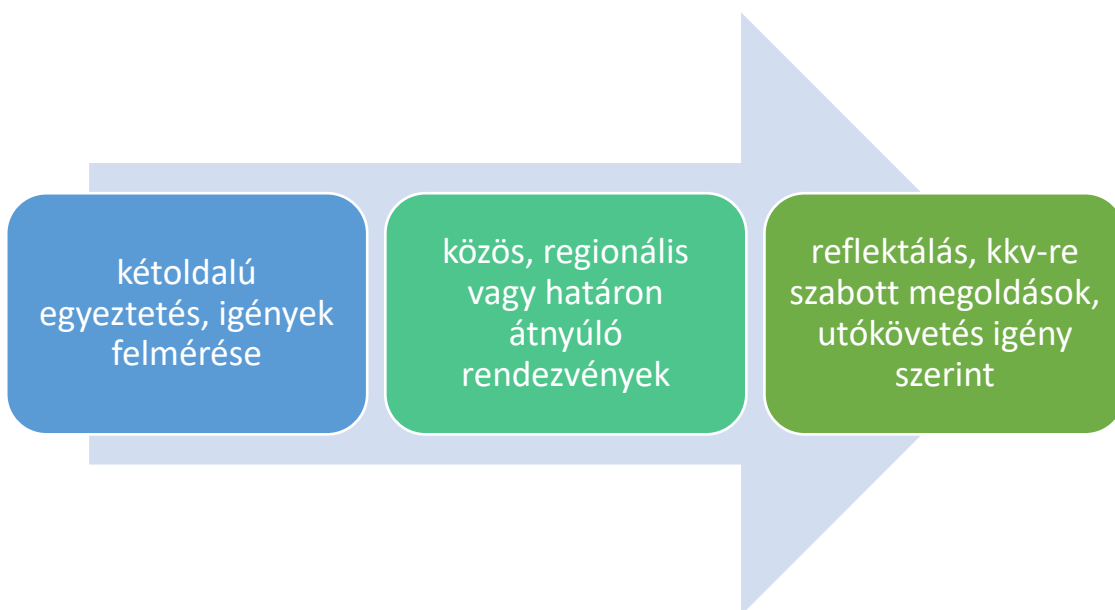 kétoldalú
egyeztetés, igények
felmérése
közös, regionális
vagy határon
átnyúló
rendezvények
reflektálás, kkv-re
szabott megoldások,
utókövetés igény
szerint